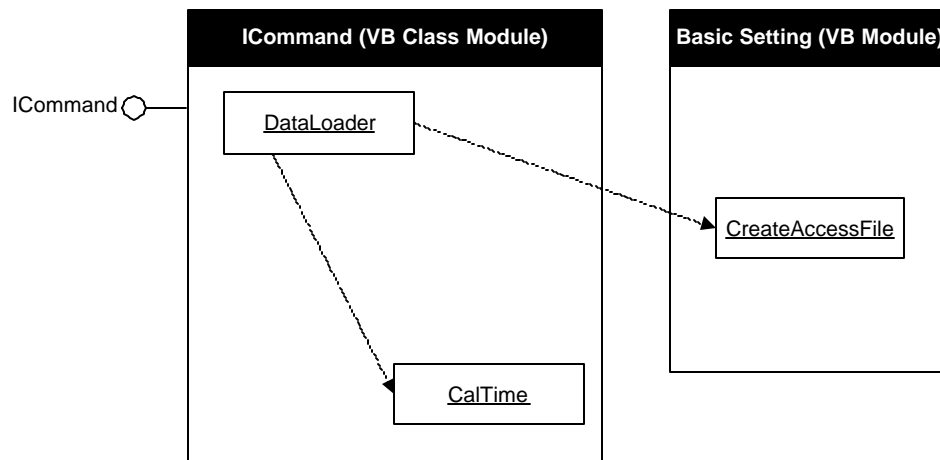 ICommand (VB Class Module)
Basic Setting (VB Module)
ICommand
DataLoader
CreateAccessFile
CalTime